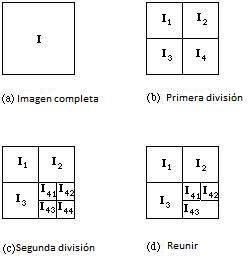 I
I1 I2
I3 I4
(a) Imagen completa
(b) Primera división
I1 I2
I3
I41 I42
I43 I44
I1 I2
I3
I41 I42
I43
(c)Segunda división
(d) Reunir